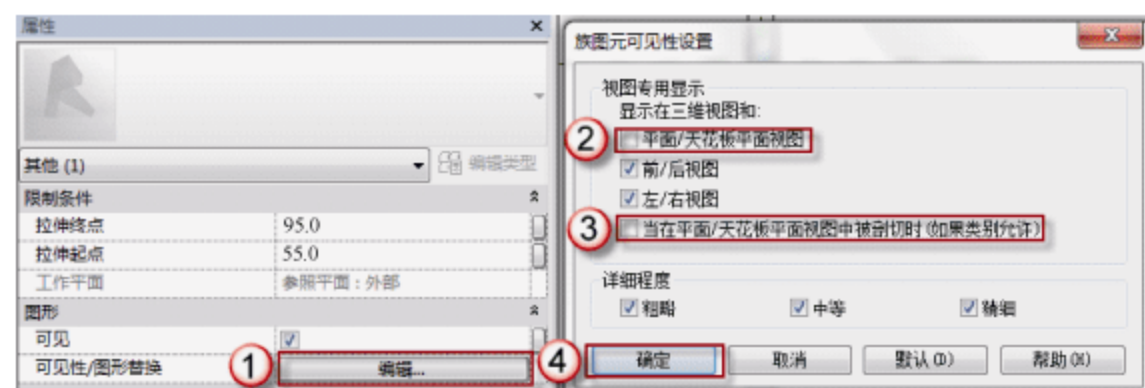 属性
其他 (1)
编辑类型
限制条件
拉伸终点 95.0
拉伸起点 55.0
工作平面 参照平面：外部
图形
可见
可见性/图形替换 ① 编辑...
族图元可见性设置
视图专用显示
显示在三维视图和:
② 平面/天花板平面视图
前/后视图
左/右视图
③ 当在平面/天花板平面视图中被剖切时(如果类别允许)
详细程度
粗略 中等 精细
④ 确定 取消 默认(D) 帮助(H)